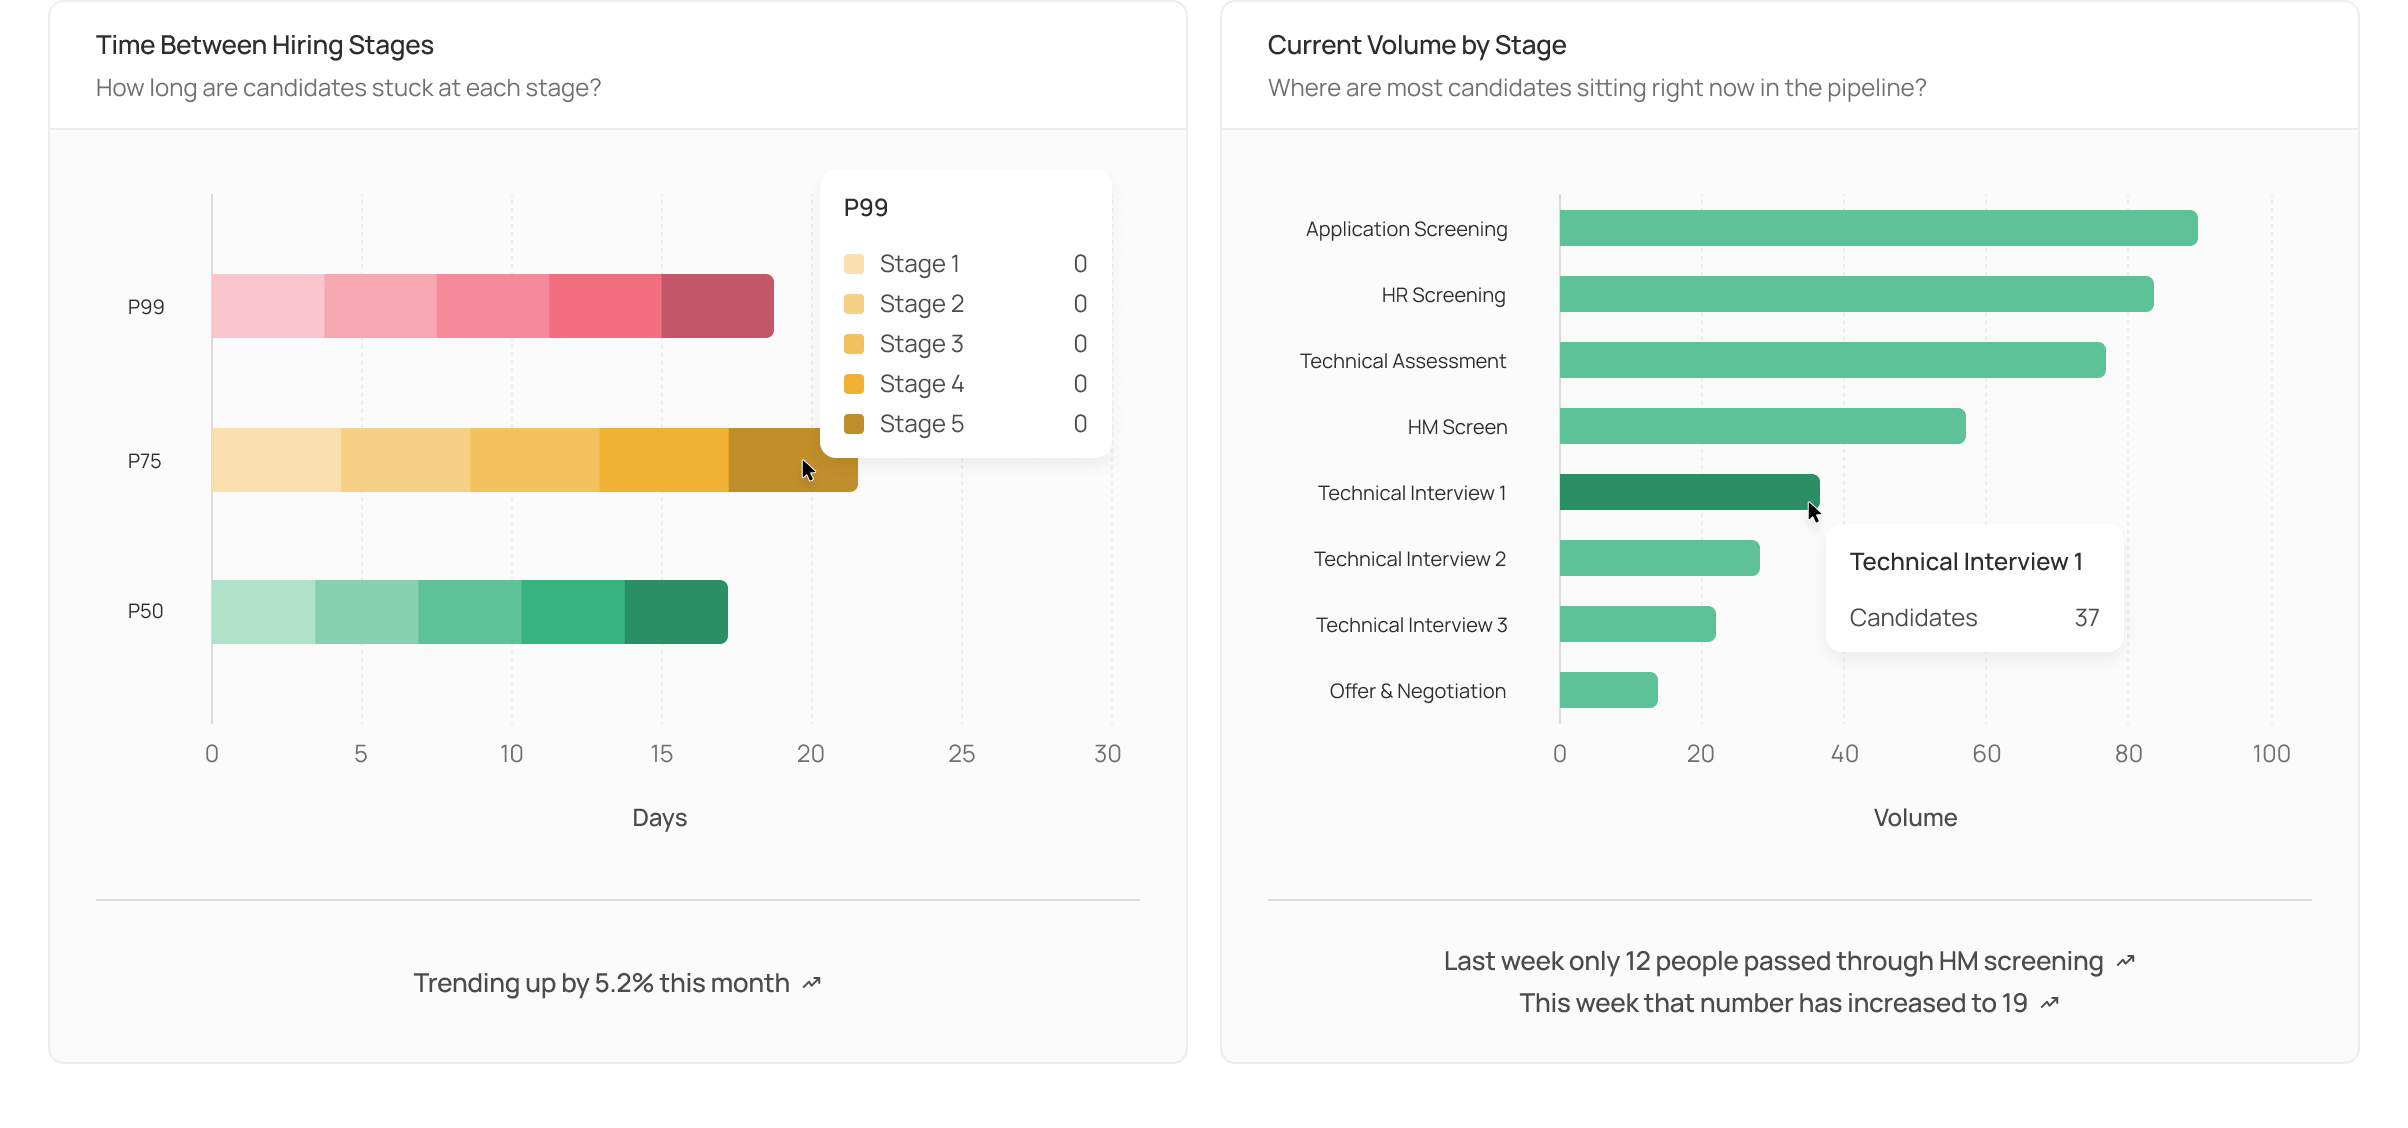 Time Between Hiring Stages
How long are candidates stuck at each stage?
P99
Stage 1 0
Stage 2 0
Stage 3 0
Stage 4 0
Stage 5 0
P99
P75
P50
0 5 10 15 20 25 30
Days
Trending up by 5.2% this month
Current Volume by Stage
Where are most candidates sitting right now in the pipeline?
Application Screening
HR Screening
Technical Assessment
HM Screen
Technical Interview 1
Technical Interview 2
Technical Interview 3
Offer & Negotiation
Technical Interview 1
Candidates 37
0 20 40 60 80 100
Volume
Last week only 12 people passed through HM screening
This week that number has increased to 19